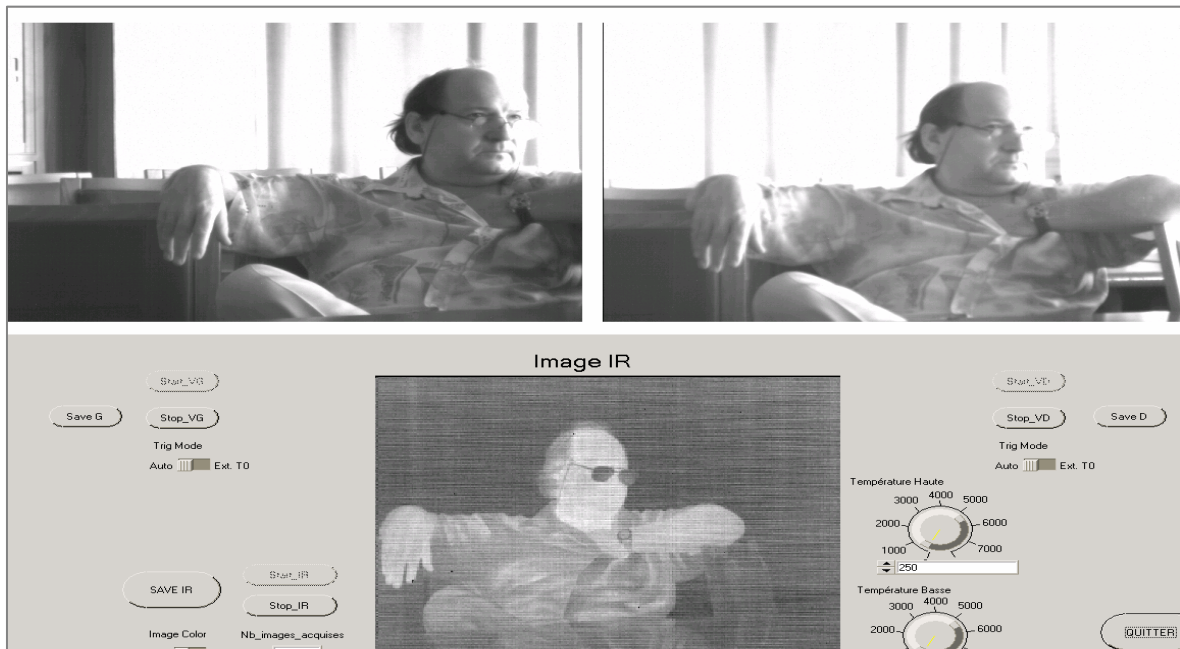 Image IR
Start_VG
Save G
Stop_VG
Trig Mode
Auto
Ext. T0
Start_VD
Stop_VD
Save D
Trig Mode
Auto
Ext. T0
Température Haute
1000
2000
3000
4000
5000
6000
7000
250
Température Basse
2000
3000
4000
5000
6000
SAVE IR
Start_IR
Stop_IR
Image Color
Nb_images_acquises
QUITTER